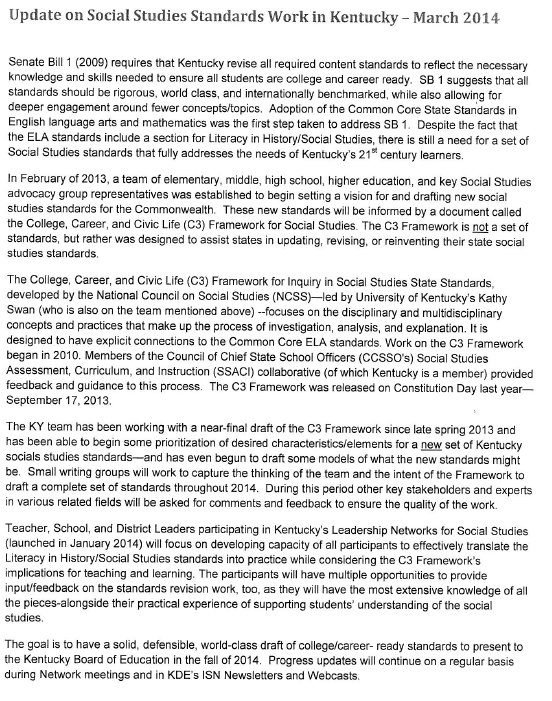 Update on Social Studies Standards Work in Kentucky – March 2014
Senate Bill 1 (2009) requires that Kentucky revise all required content standards to reflect the necessary
knowledge and skills needed to ensure all students are college and career ready.  SB 1 suggests that all
standards should be rigorous, world class, and internationally benchmarked, while also allowing for
deeper engagement around fewer concepts/topics.  Adoption of the Common Core State Standards in
English language arts and mathematics was the first step taken to address SB 1.  Despite the fact that
the ELA standards include a section for Literacy in History/Social Studies, there is still a need for a set of
Social Studies standards that fully addresses the needs of Kentucky's 21st century learners.
In February of 2013, a team of elementary, middle, high school, higher education, and key Social Studies
advocacy group representatives was established to begin setting a vision for and drafting new social
studies standards for the Commonwealth.  These new standards will be informed by a document called
the College, Career, and Civic Life (C3) Framework for Social Studies. The C3 Framework is not a set of
standards, but rather was designed to assist states in updating, revising, or reinventing their state social
studies standards.
The College, Career, and Civic Life (C3) Framework for Inquiry in Social Studies State Standards,
developed by the National Council on Social Studies (NCSS)—led by University of Kentucky's Kathy
Swan (who is also on the team mentioned above) --focuses on the disciplinary and multidisciplinary
concepts and practices that make up the process of investigation, analysis, and explanation. It is
designed to have explicit connections to the Common Core ELA standards. Work on the C3 Framework
began in 2010. Members of the Council of Chief State School Officers (CCSSO's) Social Studies
Assessment, Curriculum, and Instruction (SSACI) collaborative (of which Kentucky is a member) provided
feedback and guidance to this process.  The C3 Framework was released on Constitution Day last year—
September 17, 2013.
The KY team has been working with a near-final draft of the C3 Framework since late spring 2013 and
has been able to begin some prioritization of desired characteristics/elements for a new set of Kentucky
socials studies standards—and has even begun to draft some models of what the new standards might
be.  Small writing groups will work to capture the thinking of the team and the intent of the Framework to
draft a complete set of standards throughout 2014.  During this period other key stakeholders and experts
in various related fields will be asked for comments and feedback to ensure the quality of the work.
Teacher, School, and District Leaders participating in Kentucky's Leadership Networks for Social Studies
(launched in January 2014) will focus on developing capacity of all participants to effectively translate the
Literacy in History/Social Studies standards into practice while considering the C3 Framework's
implications for teaching and learning. The participants will have multiple opportunities to provide
input/feedback on the standards revision work, too, as they will have the most extensive knowledge of all
the pieces-alongside their practical experience of supporting students' understanding of the social
studies.
The goal is to have a solid, defensible, world-class draft of college/career- ready standards to present to
the Kentucky Board of Education in the fall of 2014.  Progress updates will continue on a regular basis
during Network meetings and in KDE's ISN Newsletters and Webcasts.